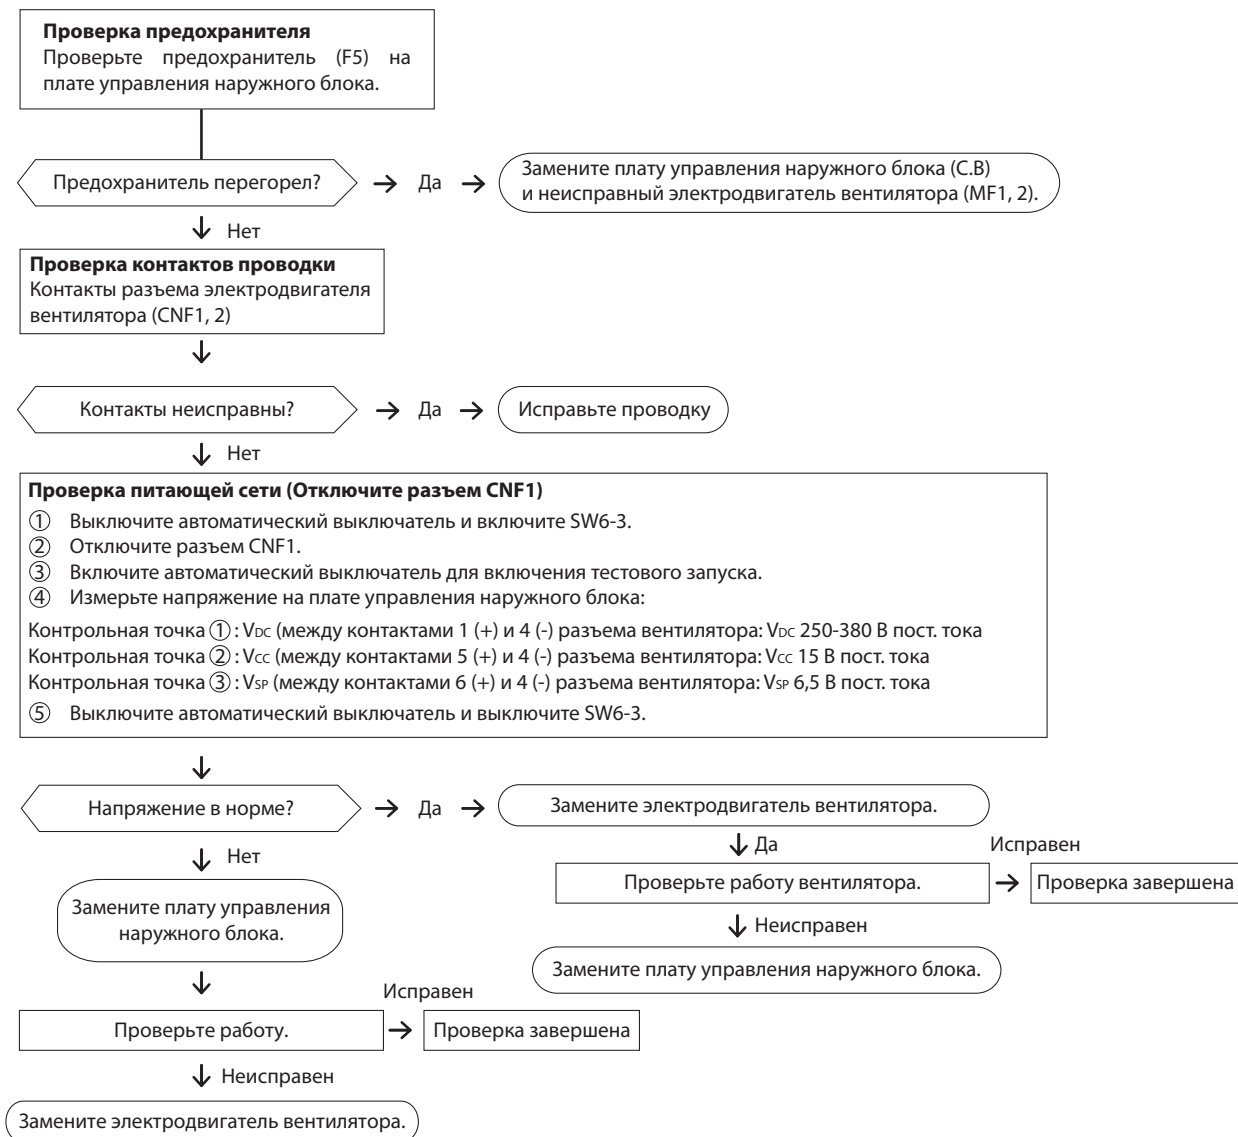 Проверка предохранителя
Проверьте предохранитель (F5) на
плате управления наружного блока.
Предохранитель перегорел?
Да
Замените плату управления наружного блока (C.B)
и неисправный электродвигатель вентилятора (MF1, 2).
Нет
Проверка контактов проводки
Контакты разъема электродвигателя
вентилятора (CNF1, 2)
Контакты неисправны?
Да
Исправьте проводку
Нет
Проверка питающей сети (Отключите разъем CNF1)
① Выключите автоматический выключатель и включите SW6-3.
② Отключите разъем CNF1.
③ Включите автоматический выключатель для включения тестового запуска.
④ Измерьте напряжение на плате управления наружного блока:
Контрольная точка ①: VDC (между контактами 1 (+) и 4 (-) разъема вентилятора: VDC 250-380 В пост. тока
Контрольная точка ②: VCC (между контактами 5 (+) и 4 (-) разъема вентилятора: VCC 15 В пост. тока
Контрольная точка ③: VSP (между контактами 6 (+) и 4 (-) разъема вентилятора: VSP 6,5 В пост. тока
⑤ Выключите автоматический выключатель и выключите SW6-3.
Напряжение в норме?
Да
Замените электродвигатель вентилятора.
Да
Исправен
Нет
Проверьте работу вентилятора.
Проверка завершена
Замените плату управления
наружного блока.
Неисправен
Замените плату управления наружного блока.
Исправен
Проверьте работу.
Проверка завершена
Неисправен
Замените электродвигатель вентилятора.